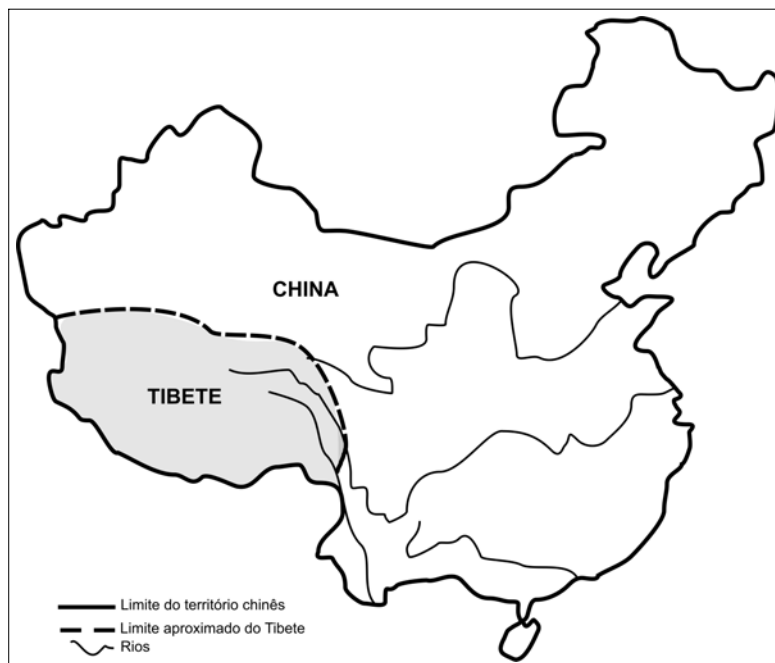 CHINA
TIBETE
Limite do território chinês
Limite aproximado do Tibete
Rios